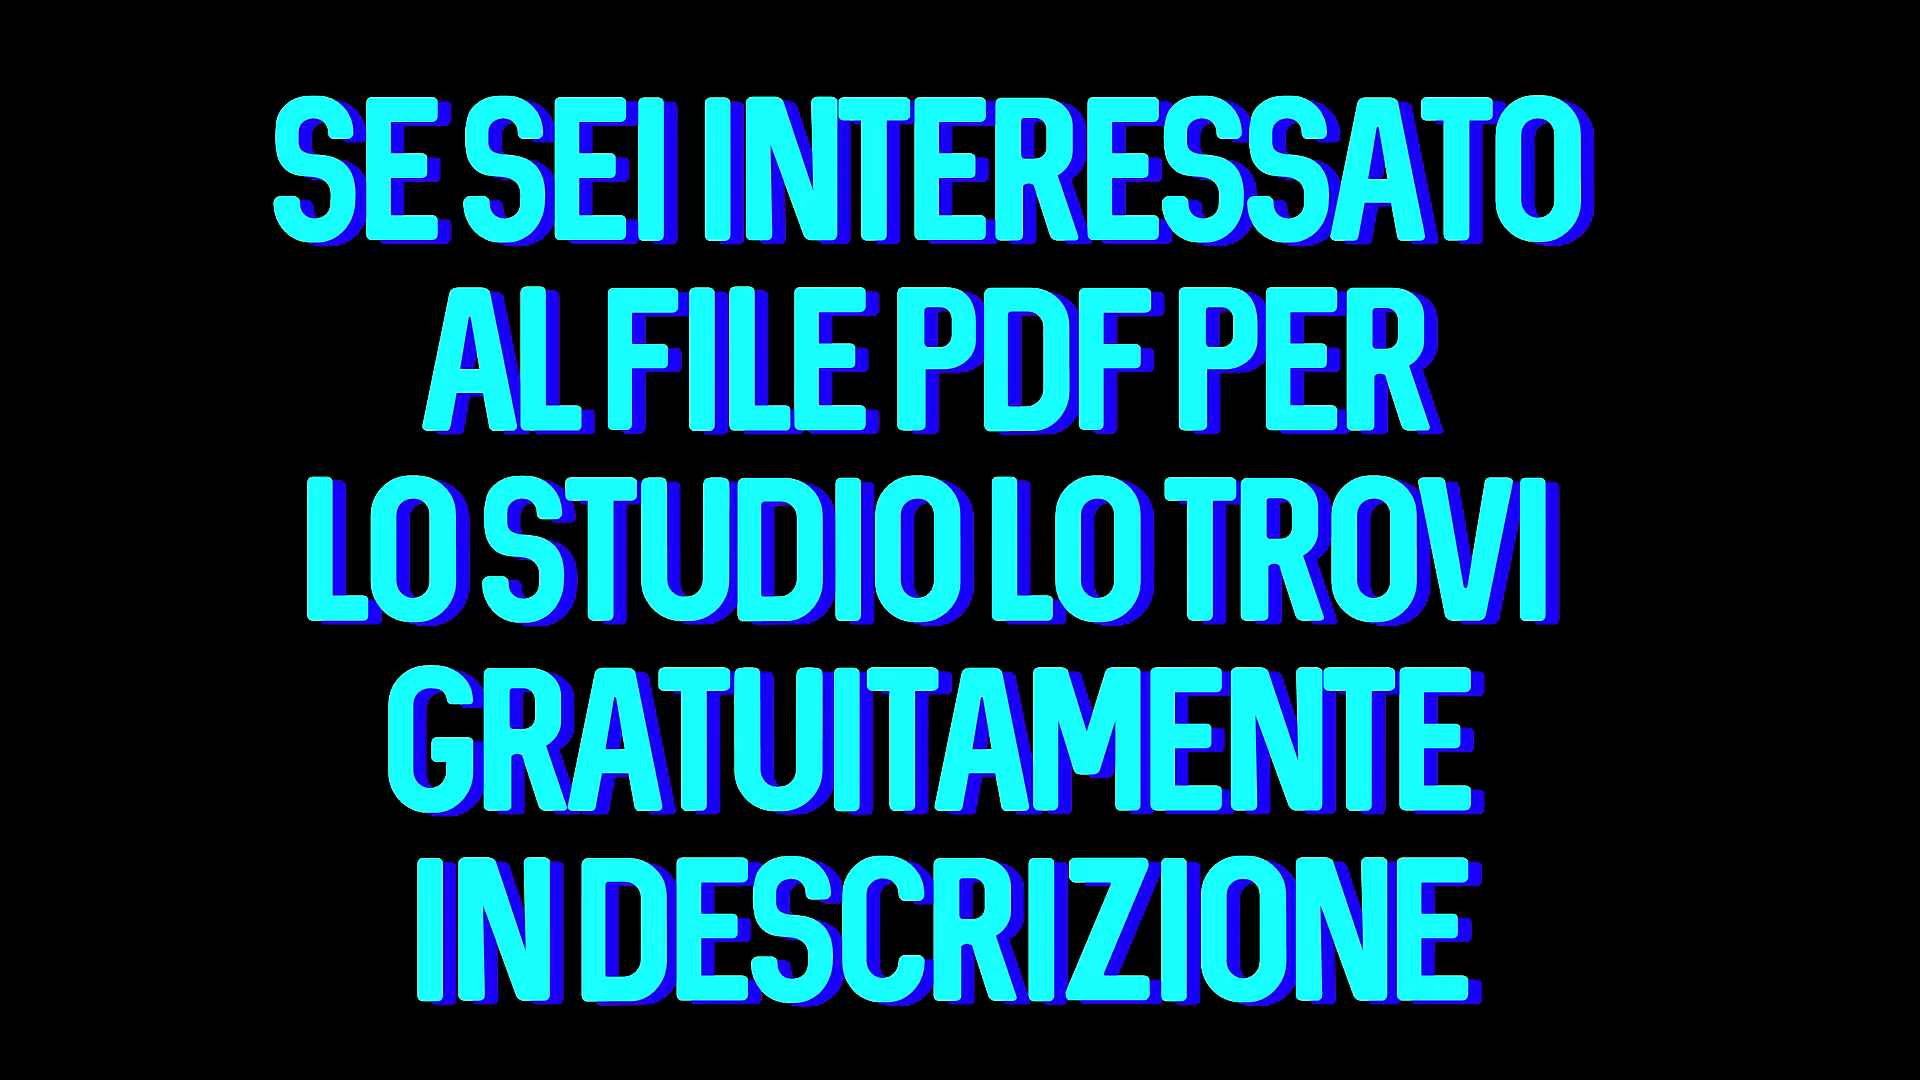 SE SEI INTERESSATO
AL FILE PDF PER
LO STUDIO LO TROVI
GRATUITAMENTE
IN DESCRIZIONE